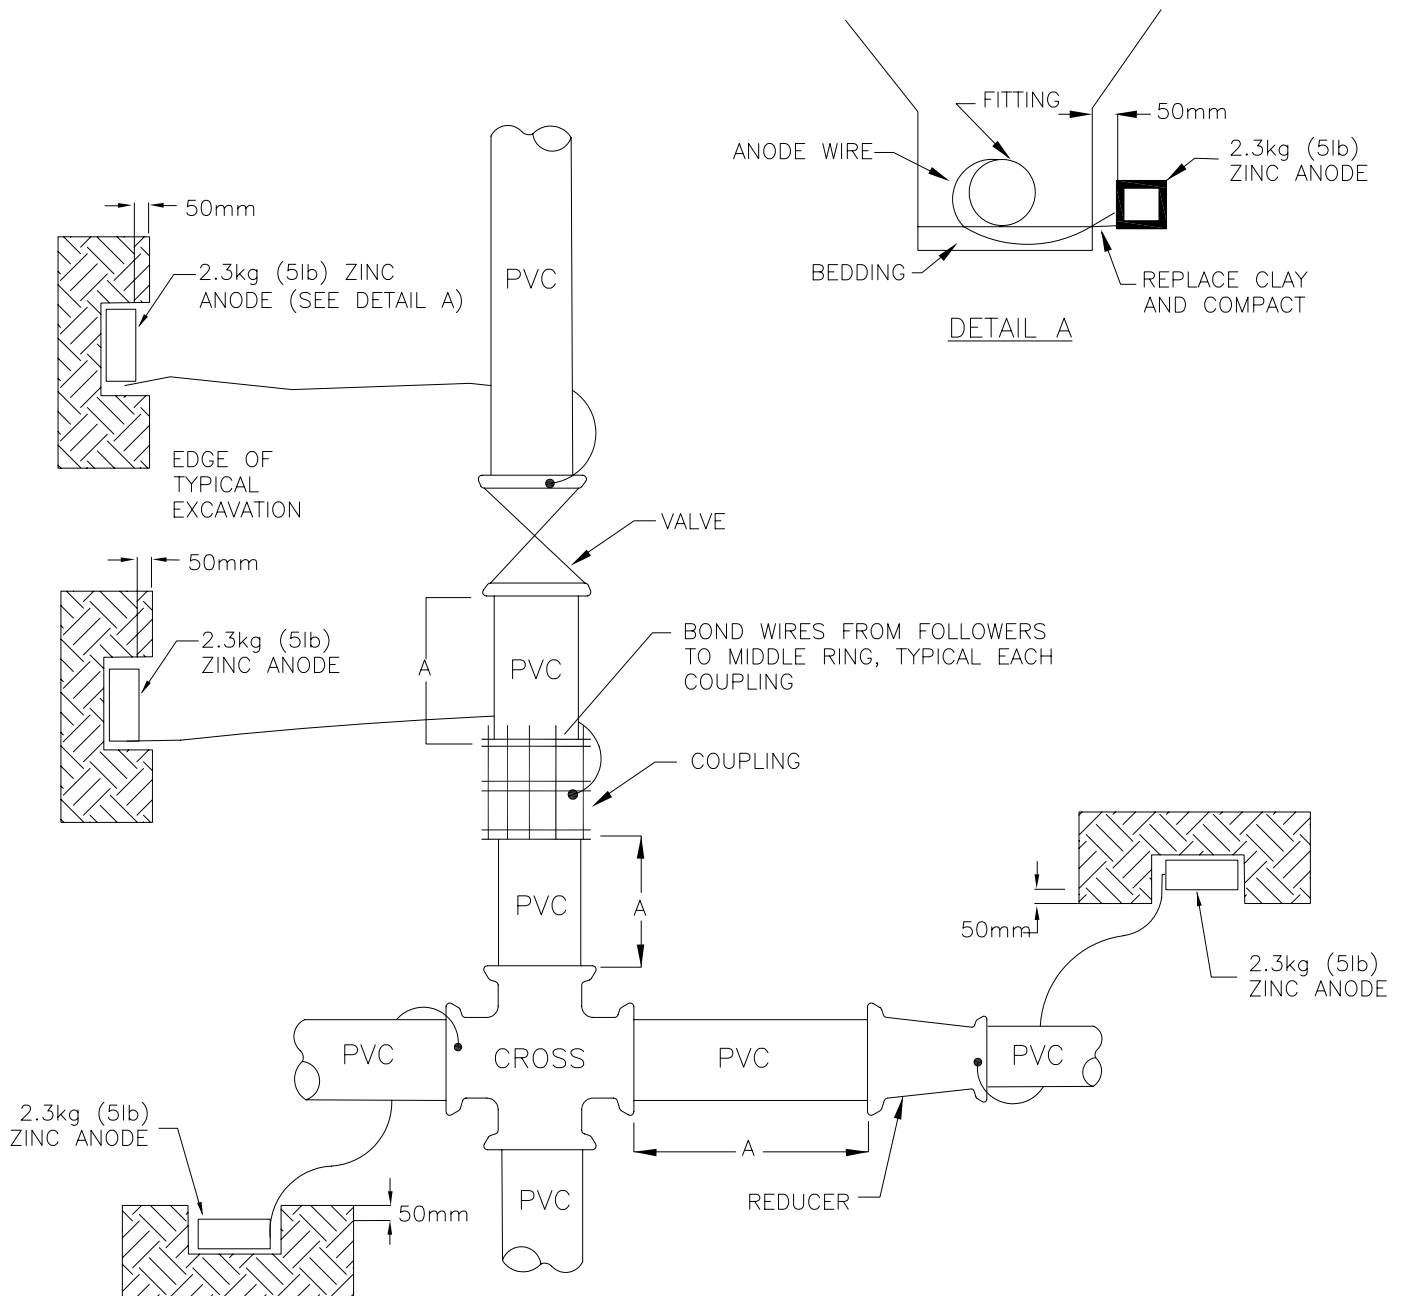 FITTING
50mm
ANODE WIRE
2.3kg (5lb)
ZINC ANODE
BEDDING
REPLACE CLAY
AND COMPACT
DETAIL A
50mm
2.3kg (5lb) ZINC
ANODE (SEE DETAIL A)
PVC
EDGE OF
TYPICAL
EXCAVATION
VALVE
50mm
2.3kg (5lb)
ZINC ANODE
A
PVC
BOND WIRES FROM FOLLOWERS
TO MIDDLE RING, TYPICAL EACH
COUPLING
COUPLING
PVC
A
50mm
2.3kg (5lb)
ZINC ANODE
PVC
CROSS
PVC
PVC
2.3kg (5lb)
ZINC ANODE
A
REDUCER
PVC
50mm